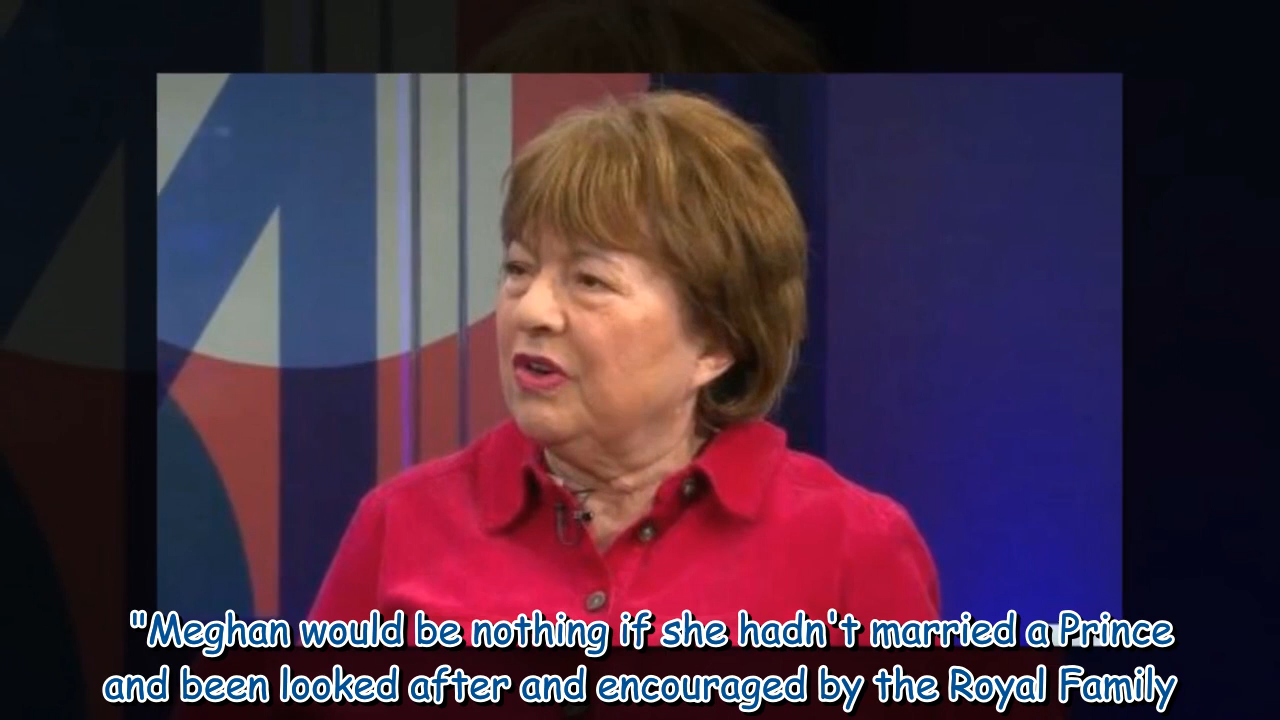 "Meghan would be nothing if she hadn't married a Prince
and been looked after and encouraged by the Royal Family